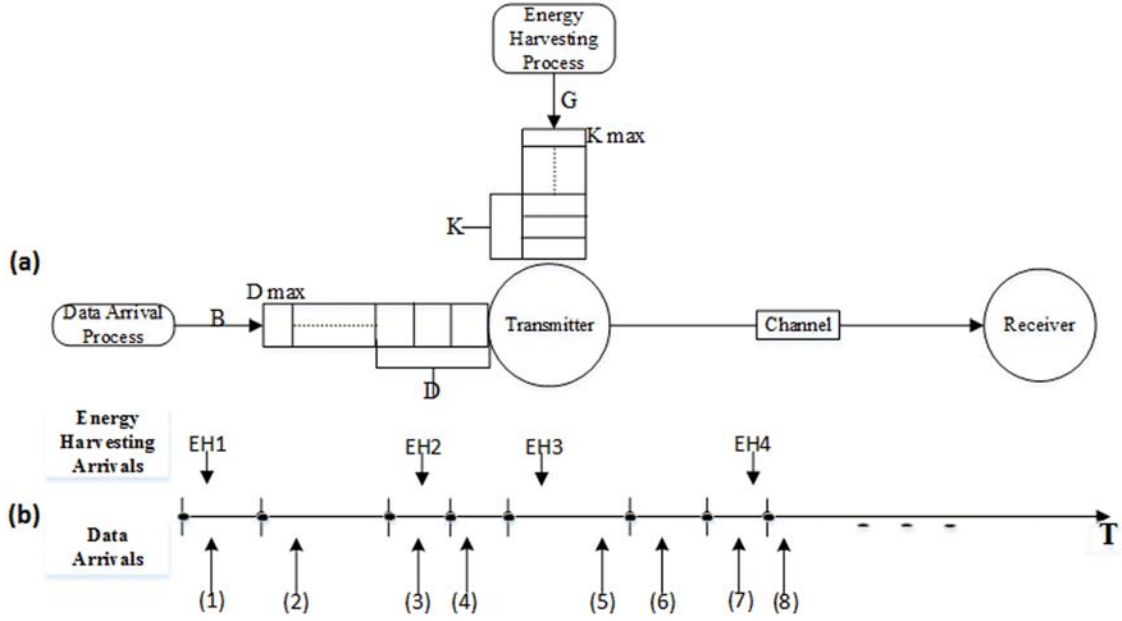 Energy
Harvesting
Process
G
K max
K
(a)
D max
Data Arrival
Process
B
Transmitter
Channel
Receiver
D
Energy
Harvesting
Arrivals
EH1
EH2
EH3
EH4
(b)
Data
Arrivals
T
(1)
(2)
(3)
(4)
(5)
(6)
(7)
(8)